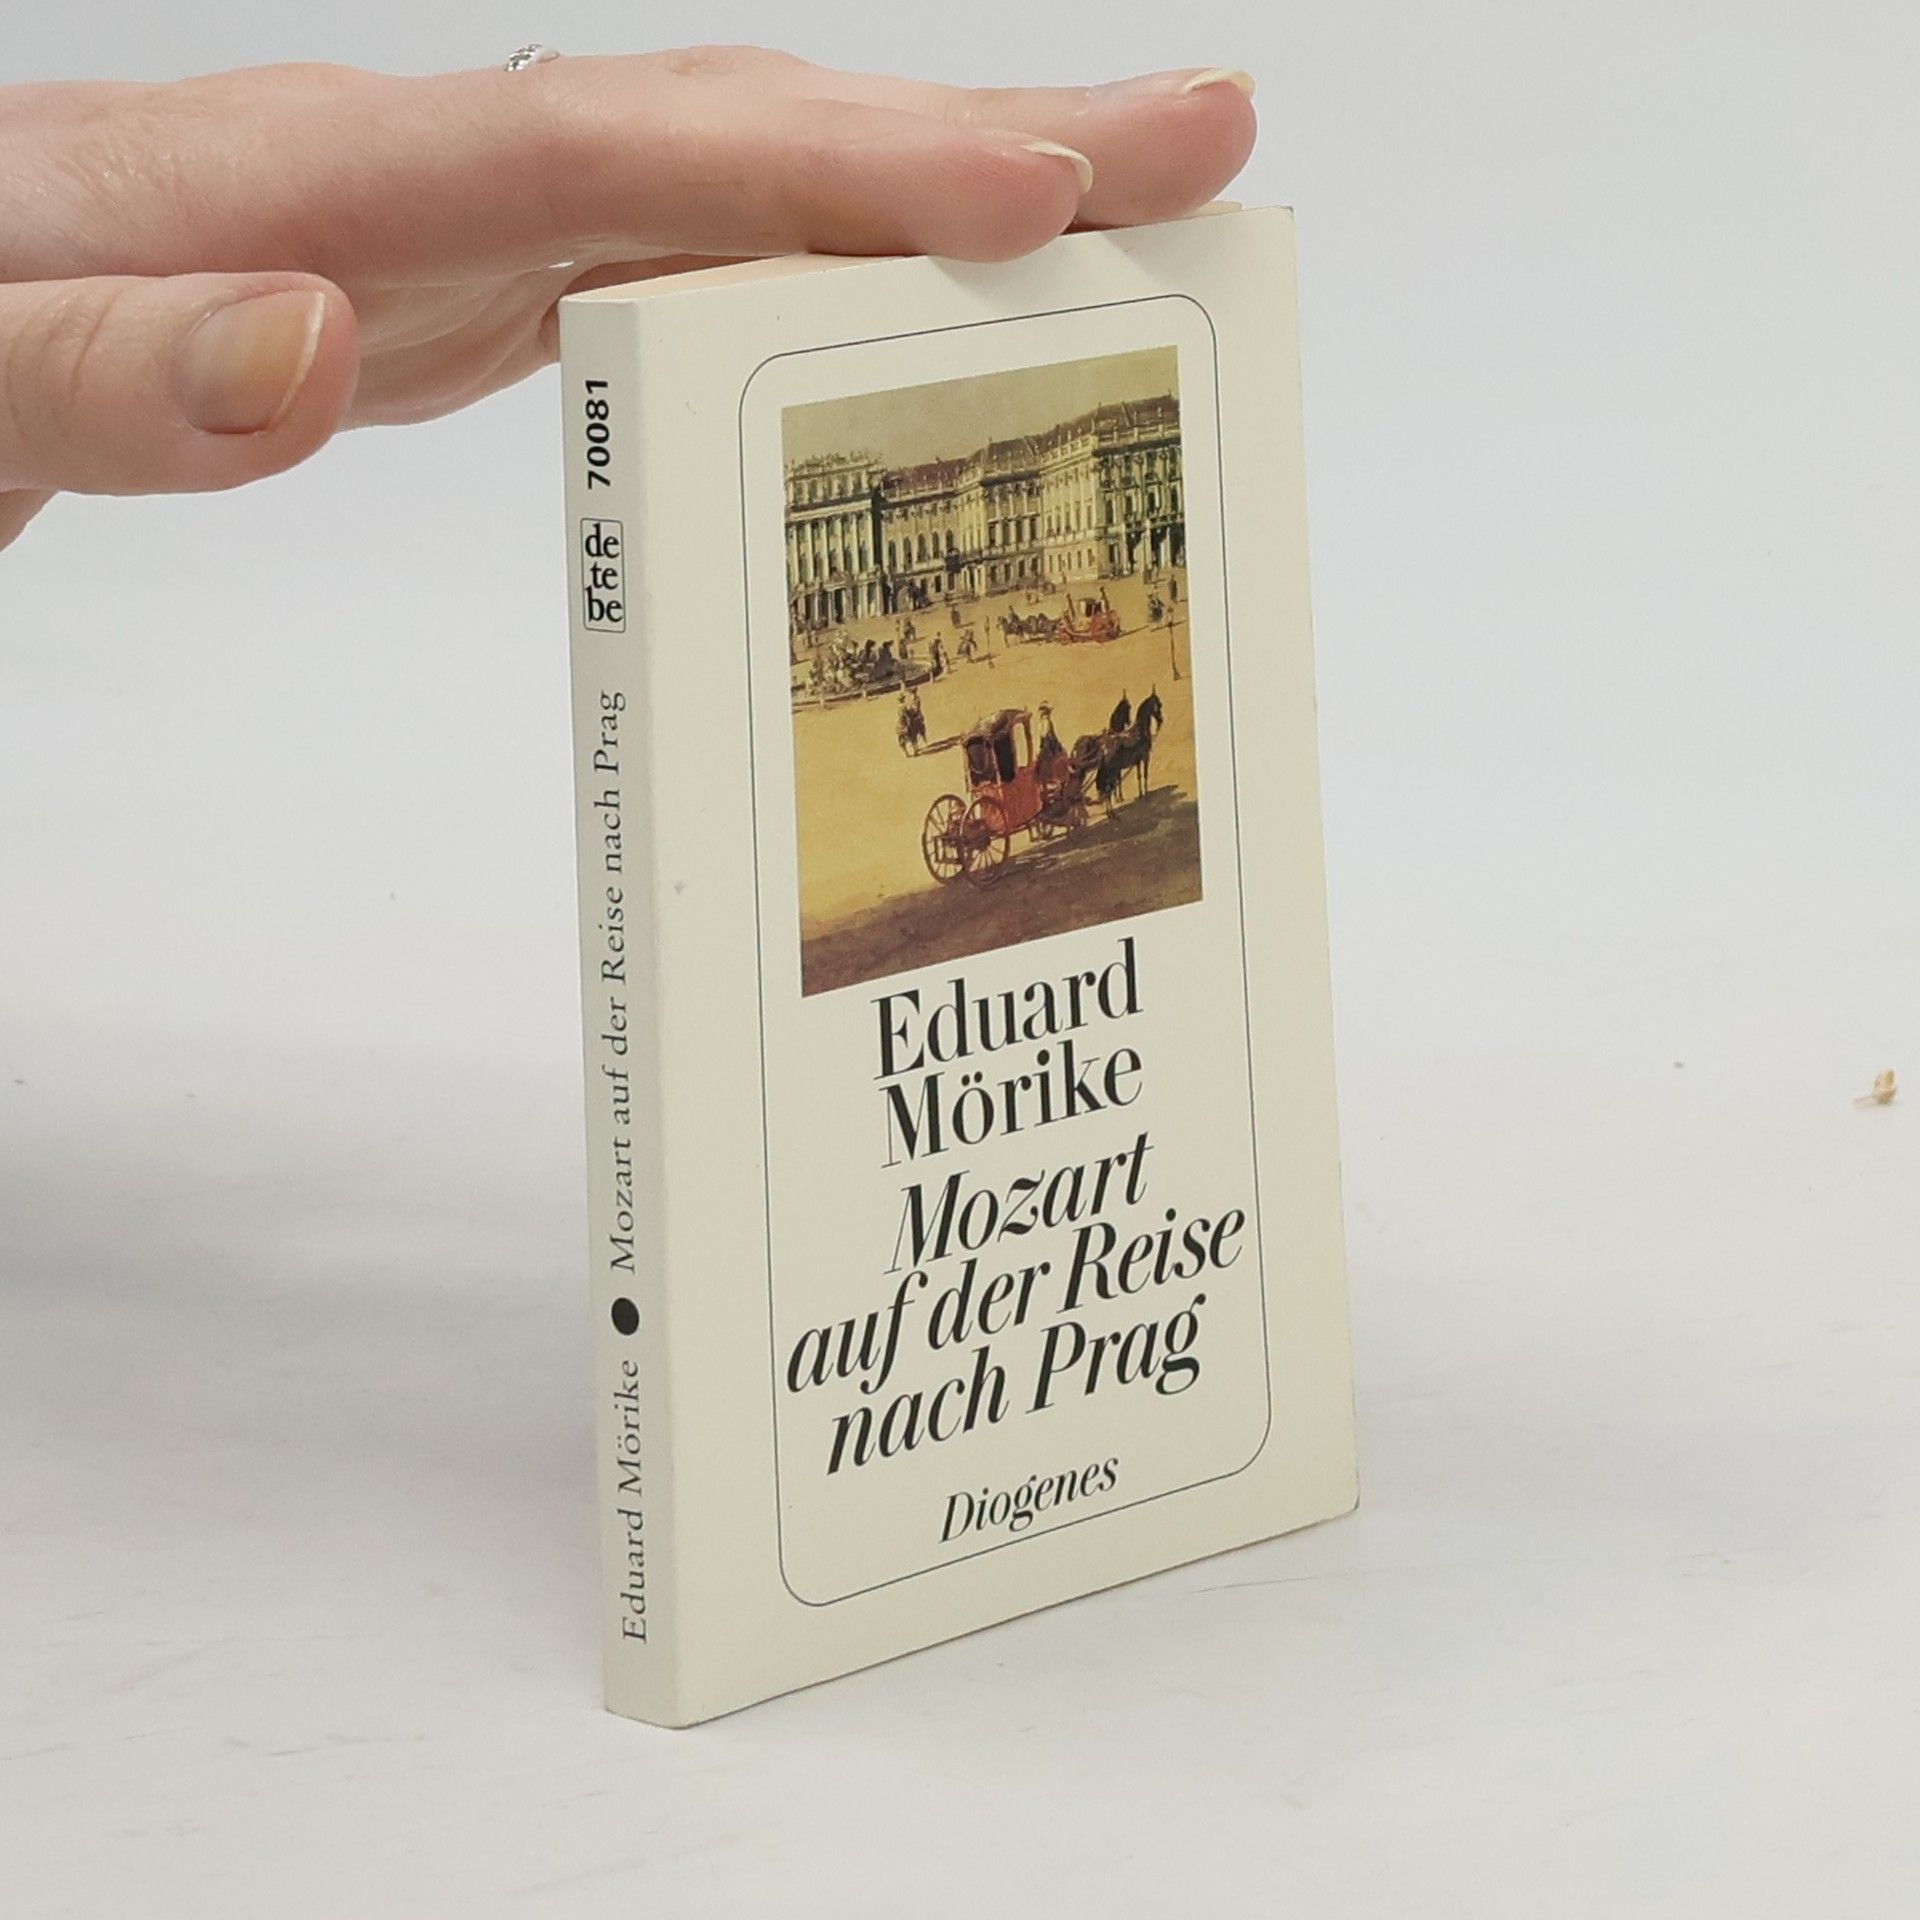 70081
de
te
be
Eduard Mörike ● Mozart auf der Reise nach Prag
Eduard
Mörike
Mozart
auf der Reise
nach Prag
Diogenes